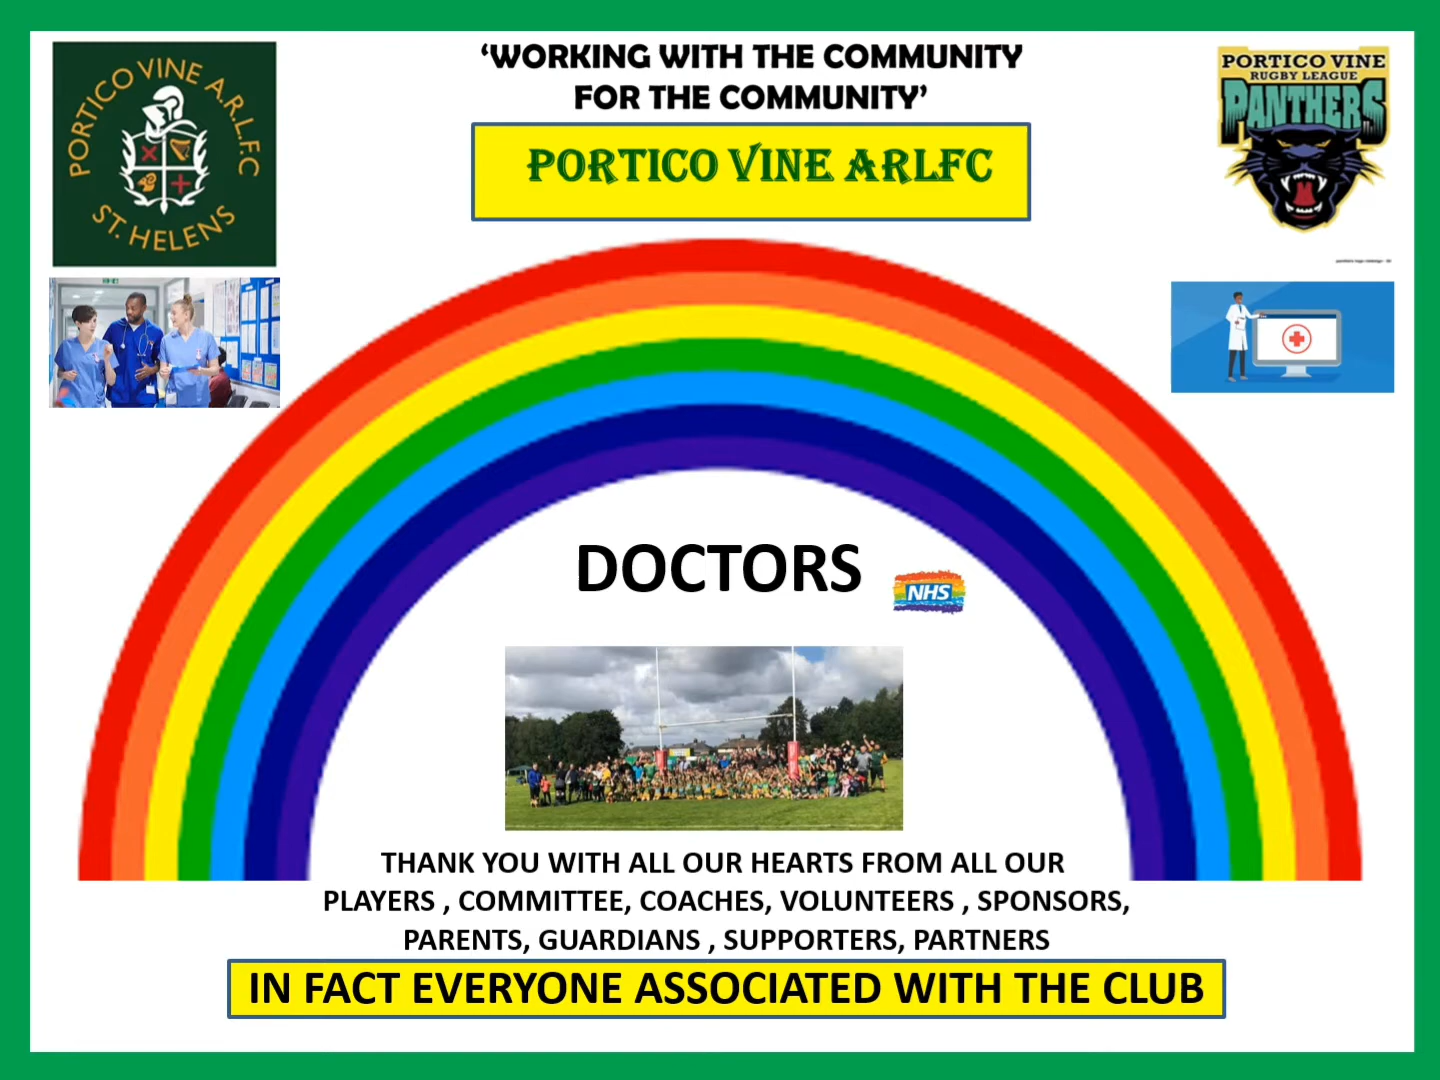 ‘WORKING WITH THE COMMUNITY
FOR THE COMMUNITY’
PORTICO VINE ARLFC
PORTICO VINE A.R.L.F.C
ST. HELENS
PORTICO VINE
RUGBY LEAGUE
PANTHERS
DOCTORS
NHS
THANK YOU WITH ALL OUR HEARTS FROM ALL OUR
PLAYERS , COMMITTEE, COACHES, VOLUNTEERS , SPONSORS,
PARENTS, GUARDIANS , SUPPORTERS, PARTNERS
IN FACT EVERYONE ASSOCIATED WITH THE CLUB